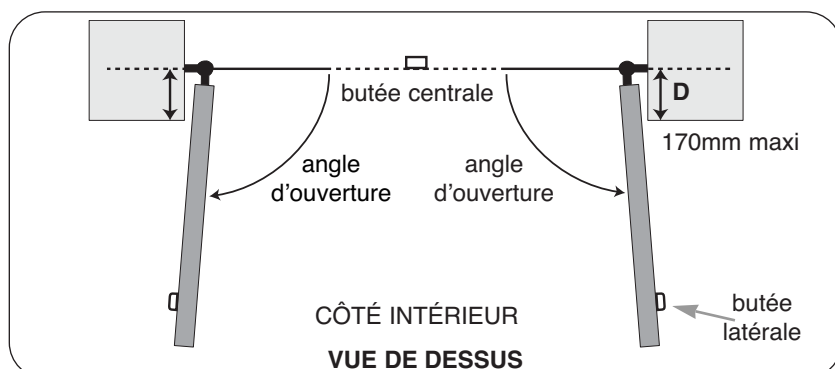 butée centrale
D
170mm maxi
angle
d'ouverture
angle
d'ouverture
butée
latérale
CÔTÉ INTÉRIEUR
VUE DE DESSUS